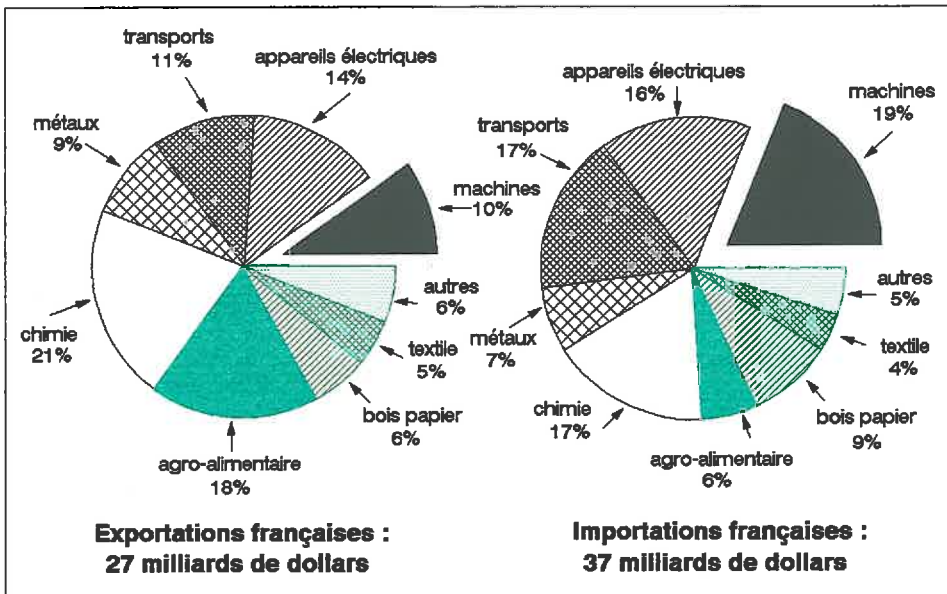 transports
11%
appareils électriques
14%
métaux
9%
machines
10%
autres
6%
textile
5%
bois papier
6%
agro-alimentaire
18%
chimie
21%
Exportations françaises :
27 milliards de dollars
appareils électriques
16%
machines
19%
transports
17%
métaux
7%
chimie
17%
agro-alimentaire
6%
bois papier
9%
textile
4%
autres
5%
Importations françaises :
37 milliards de dollars